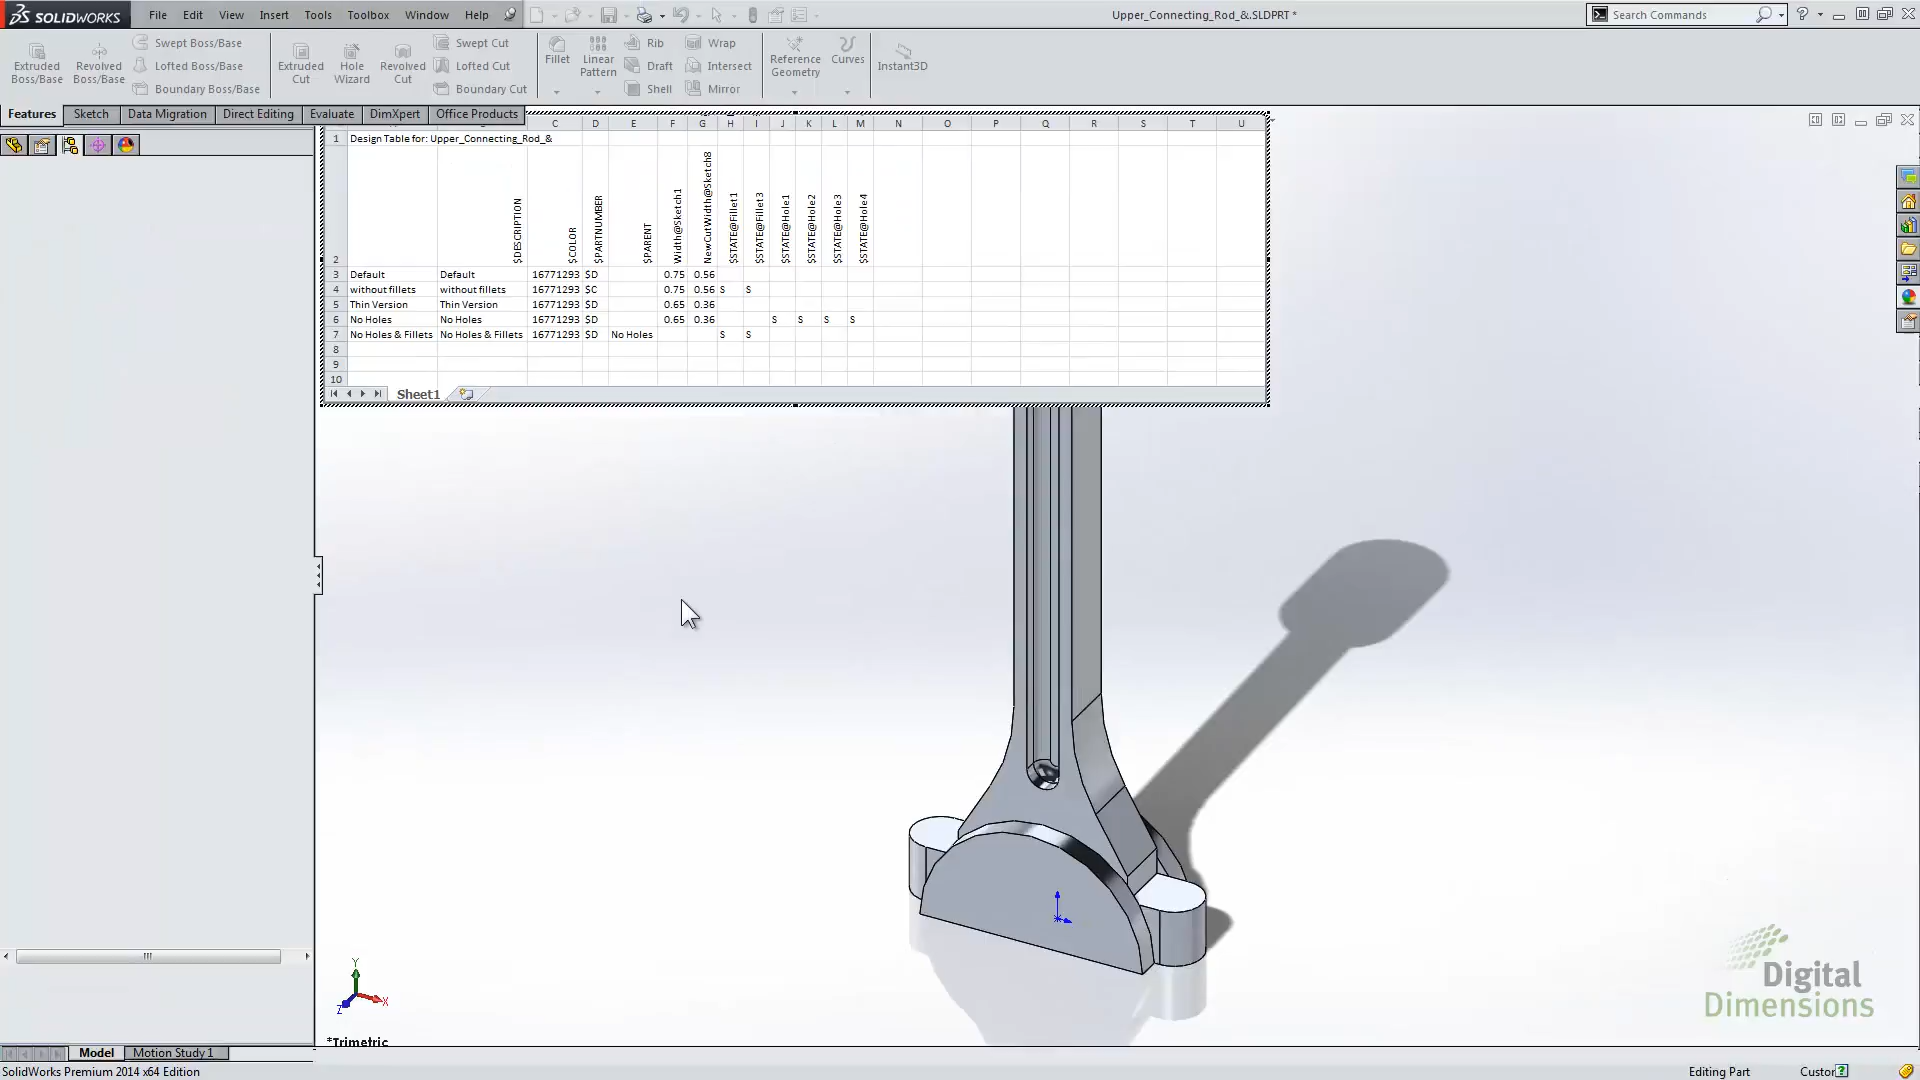 SOLIDWORKS File Edit View Insert Tools Toolbox Window Help Upper_Connecting_Rod_&.SLDPRT * Search Commands
Extruded Boss/Base
Revolved Boss/Base
Swept Boss/Base
Lofted Boss/Base
Boundary Boss/Base
Extruded Cut
Hole Wizard
Revolved Cut
Swept Cut
Lofted Cut
Boundary Cut
Fillet
Linear Pattern
Rib
Draft
Shell
Wrap
Intersect
Mirror
Reference Geometry
Curves
Instant3D
Features Sketch Data Migration Direct Editing Evaluate DimXpert Office Products
C D E F G H I J K L M N O P Q R S T U
1 Design Table for: Upper_Connecting_Rod_&
2 $DESCRIPTION $COLOR $PARTNUMBER $PARENT Width@Sketch1 NewCutWidth@Sketch8 $STATE@Fillet1 $STATE@Fillet3 $STATE@Hole1 $STATE@Hole2 $STATE@Hole3 $STATE@Hole4
3 Default Default 16771293 $D 0.75 0.56
4 without fillets without fillets 16771293 $C 0.75 0.56 S S
5 Thin Version Thin Version 16771293 $D 0.65 0.36
6 No Holes No Holes 16771293 $D 0.65 0.36 S S S S
7 No Holes & Fillets No Holes & Fillets 16771293 $D No Holes S S
8
9
10
Sheet1
Y
X
Z
*Trimetric
Digital
Dimensions
Model Motion Study 1
SolidWorks Premium 2014 x64 Edition Editing Part Custor